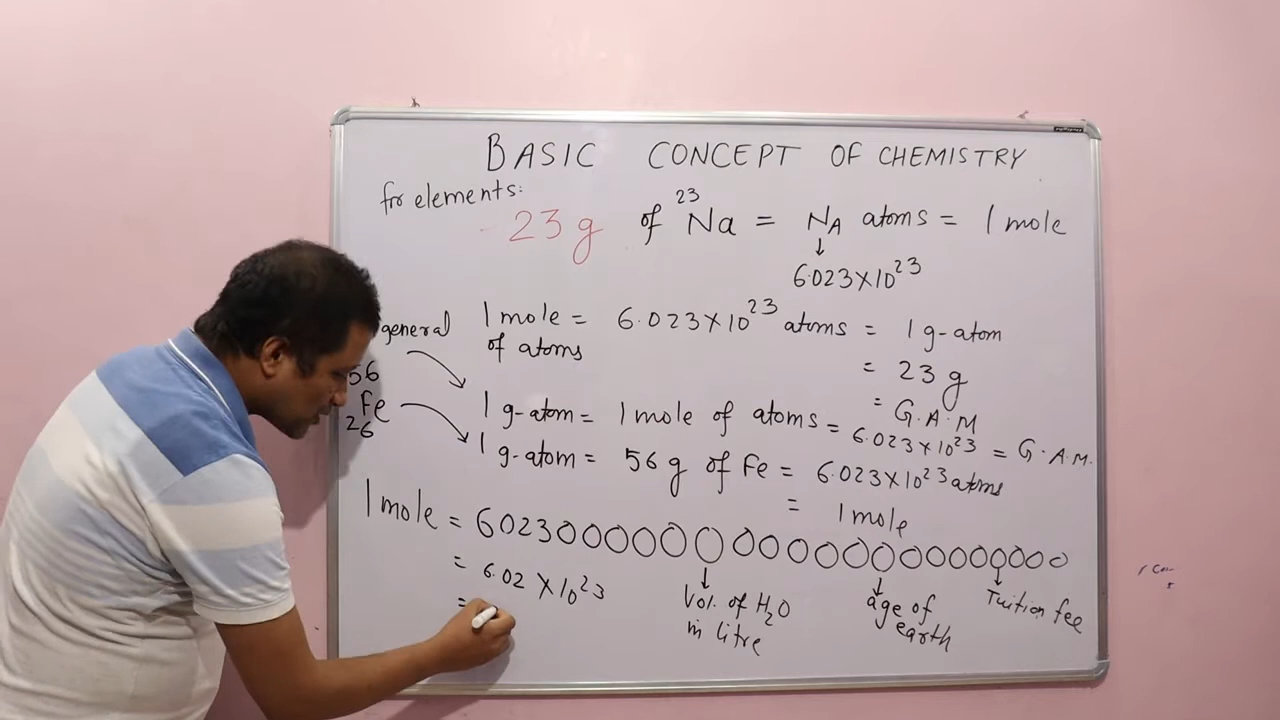 BASIC CONCEPT OF CHEMISTRY
for elements:
23 g of ²³Na = N_A atoms = 1 mole
↓
6.023×10²³
general
1 mole = 6.023×10²³ atoms = 1 g-atom
of atoms
= 23 g
= G.A.M
56
Fe
26
1 g-atom = 1 mole of atoms = 6.023×10²³ = G.A.M.
1 g-atom = 56 g of Fe = 6.023×10²³ atoms
= 1 mole
1 mole = 602300000000000000000000
= 6.02 × 10²³
=
Vol. of H₂O
in litre
age of
earth
Tuition fee